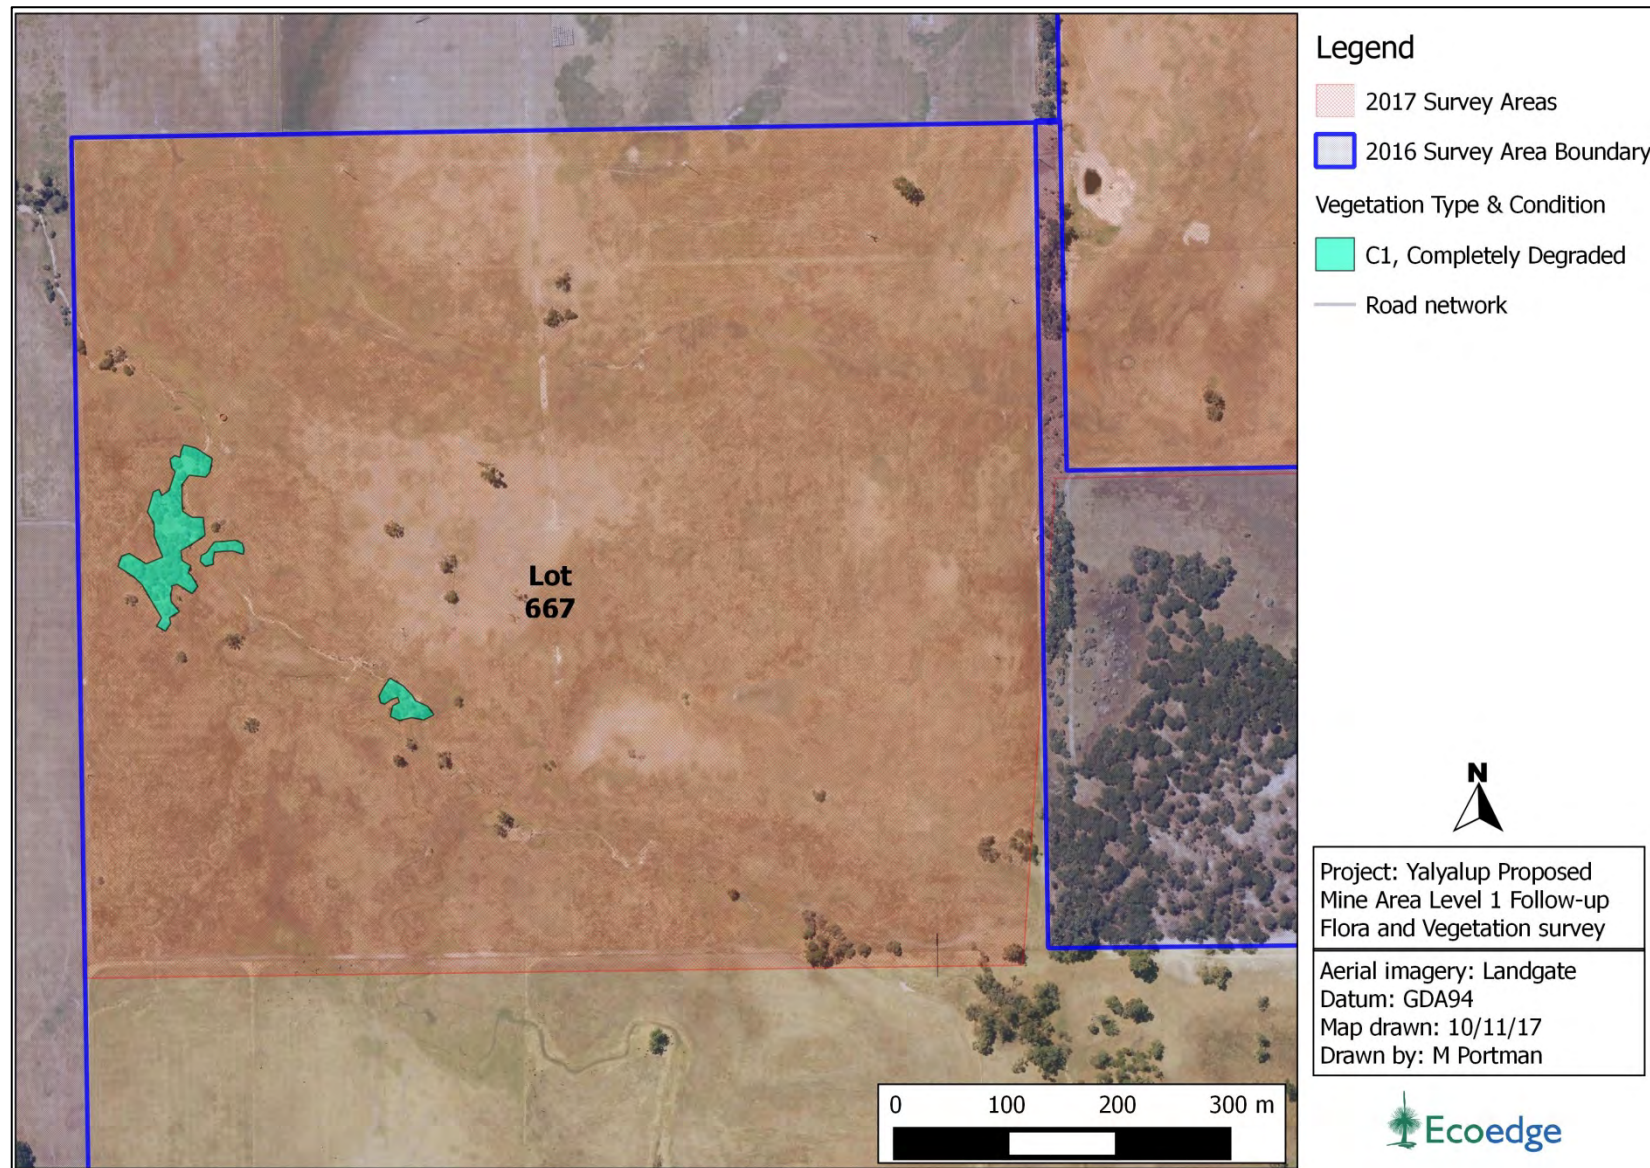 Legend
2017 Survey Areas
2016 Survey Area Boundary
Vegetation Type & Condition
C1, Completely Degraded
Road network
Lot
667
N
Project: Yalyalup Proposed
Mine Area Level 1 Follow-up
Flora and Vegetation survey
Aerial imagery: Landgate
Datum: GDA94
Map drawn: 10/11/17
Drawn by: M Portman
0 100 200 300 m
Ecoedge